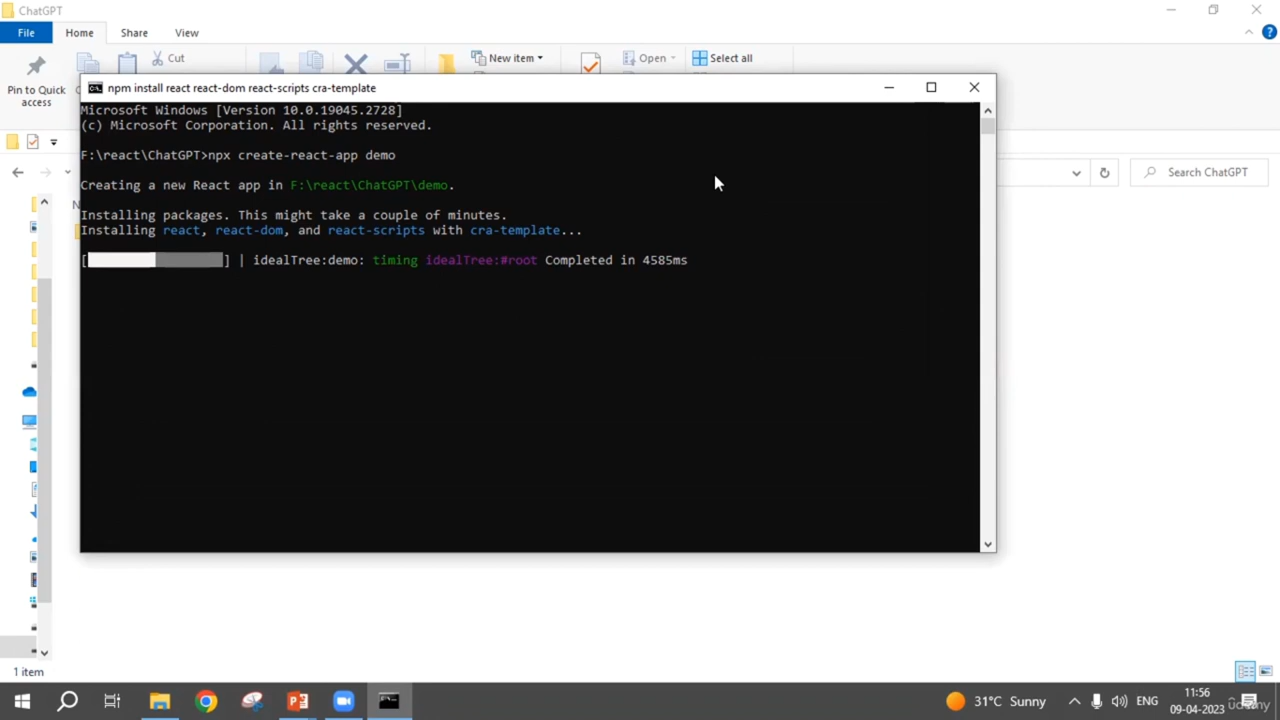 ChatGPT
File Home Share View
Pin to Quick access
Cut
New item
Open
Select all
npm install react react-dom react-scripts cra-template
Microsoft Windows [Version 10.0.19045.2728]
(c) Microsoft Corporation. All rights reserved.
F:\react\ChatGPT>npx create-react-app demo
Creating a new React app in F:\react\ChatGPT\demo.
Installing packages. This might take a couple of minutes.
Installing react, react-dom, and react-scripts with cra-template...
[ ] | idealTree:demo: timing idealTree:#root Completed in 4585ms
Search ChatGPT
1 item
31°C Sunny
ENG
11:56
09-04-2023
udemy